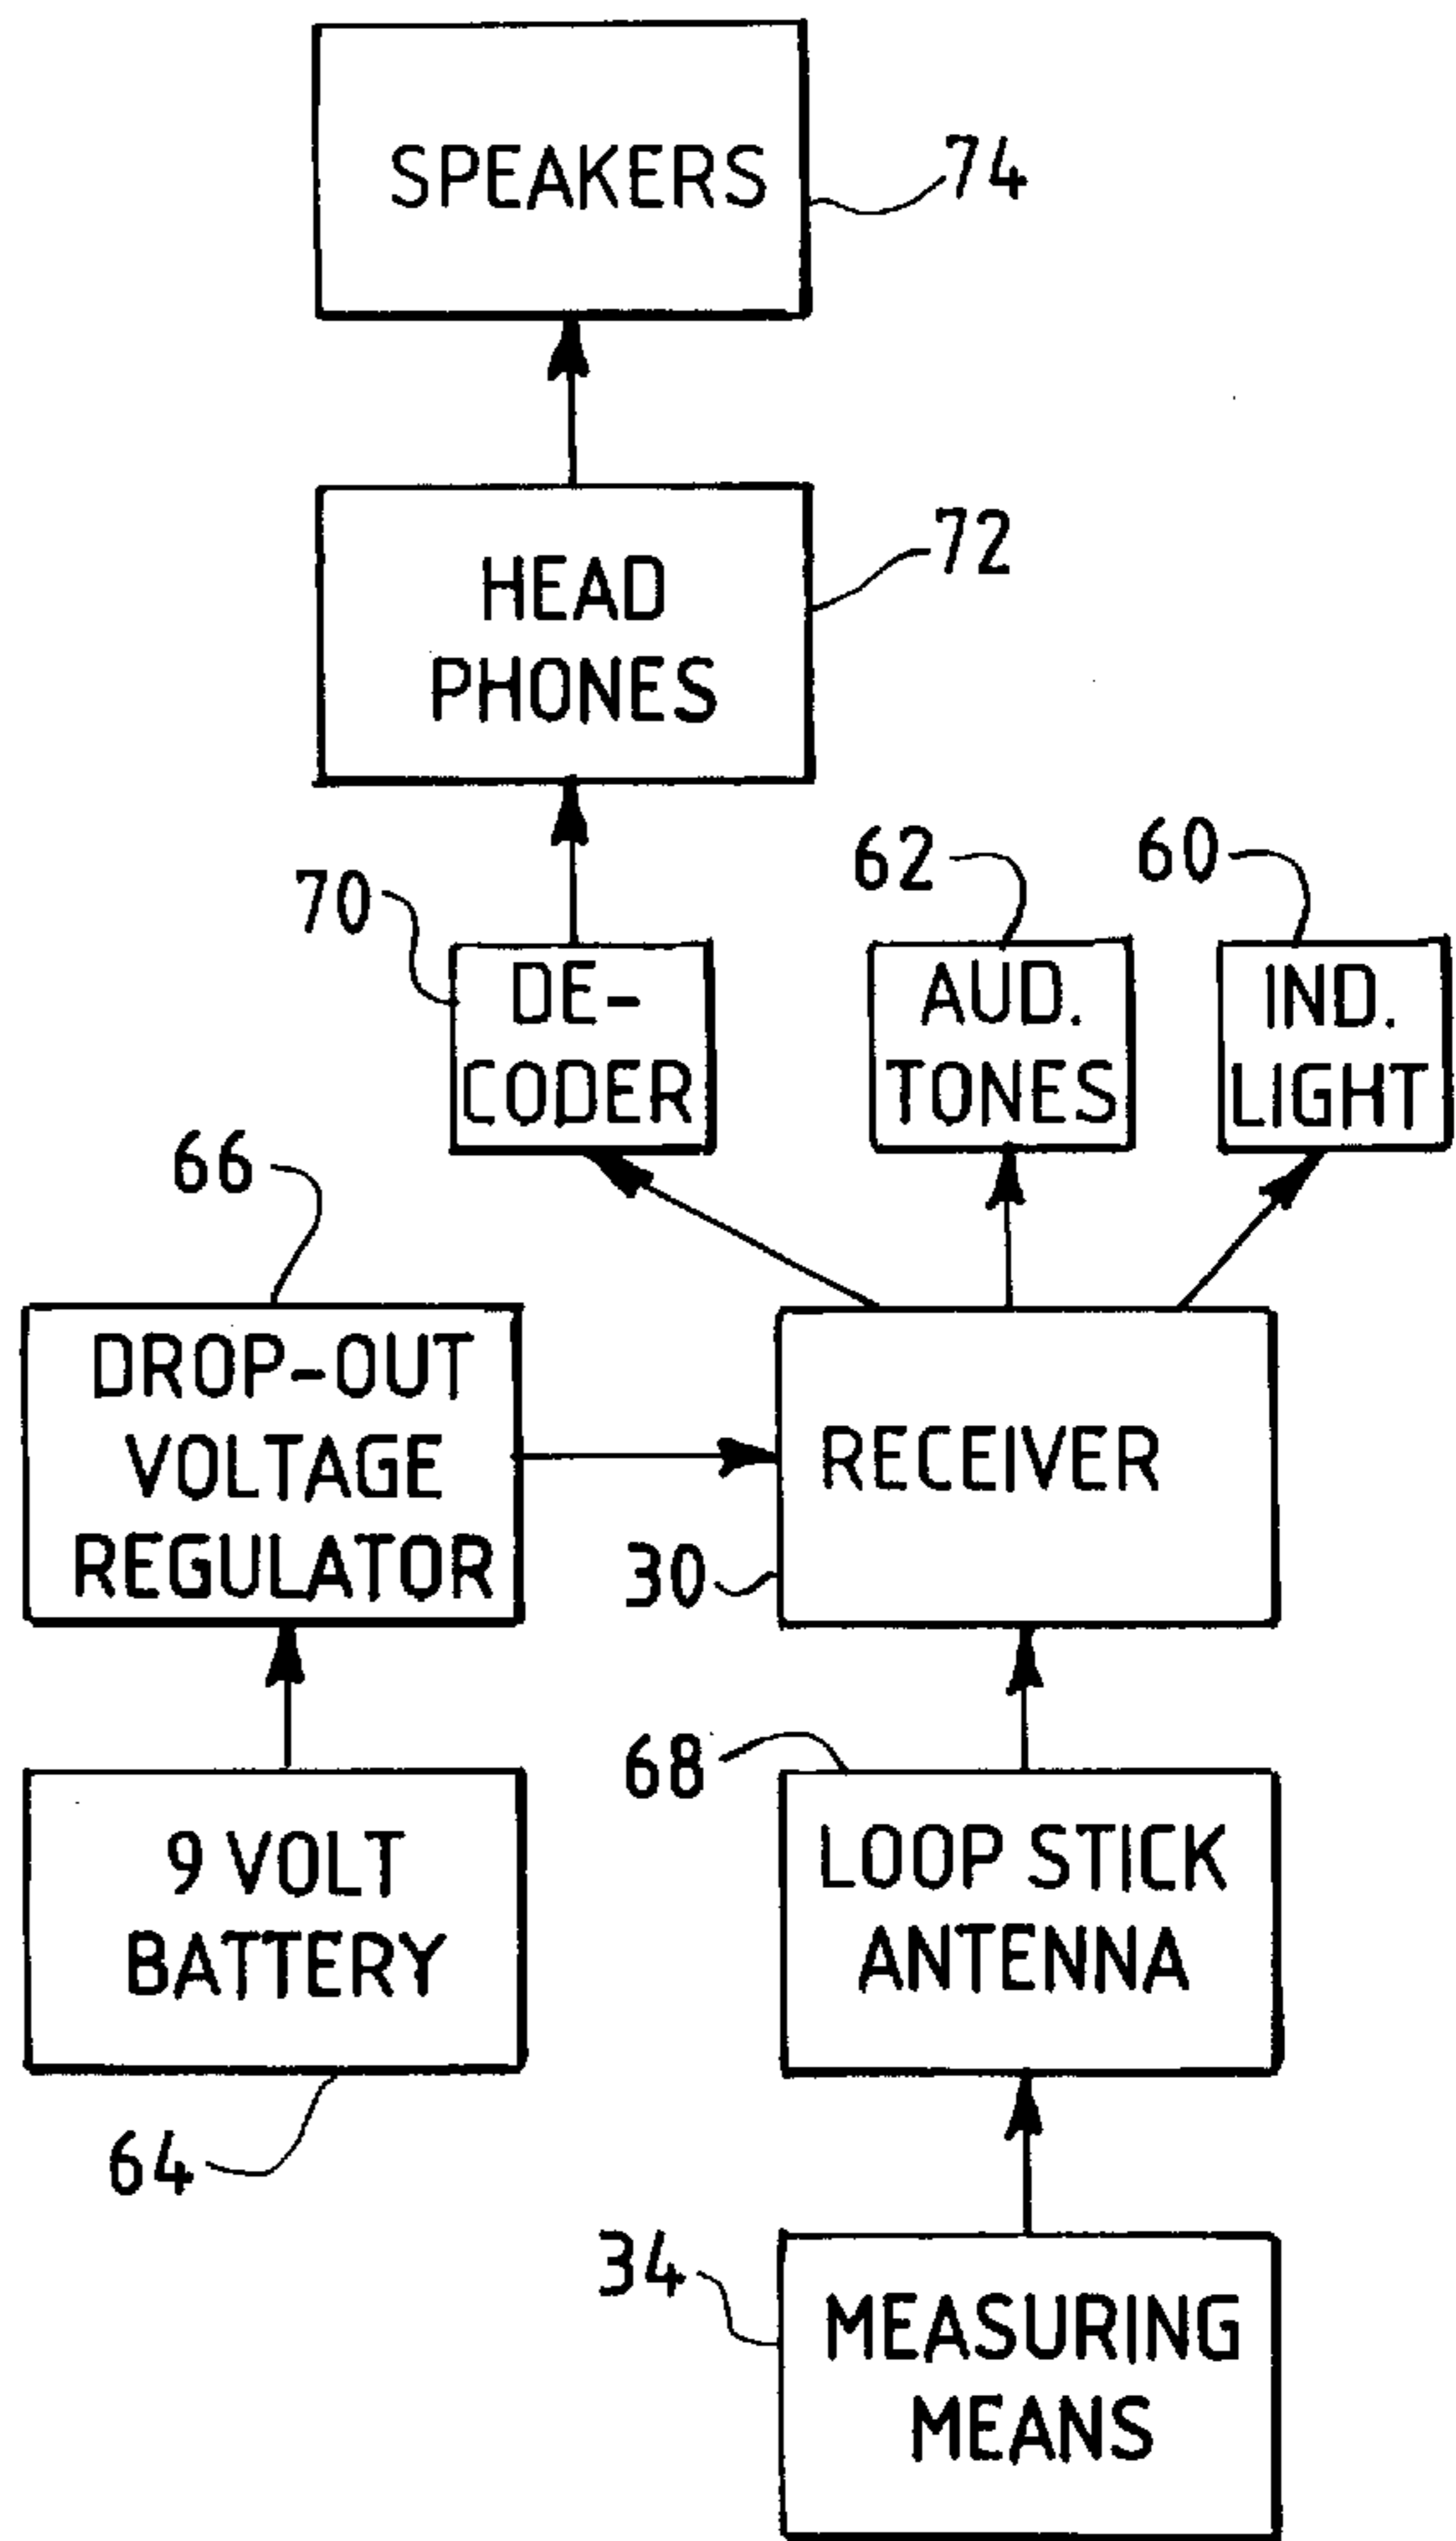 SPEAKERS
74
HEAD
PHONES
72
70
62
60
DE-
CODER
AUD.
TONES
IND.
LIGHT
66
DROP-OUT
VOLTAGE
REGULATOR
RECEIVER
30
68
9 VOLT
BATTERY
LOOP STICK
ANTENNA
64
34
MEASURING
MEANS